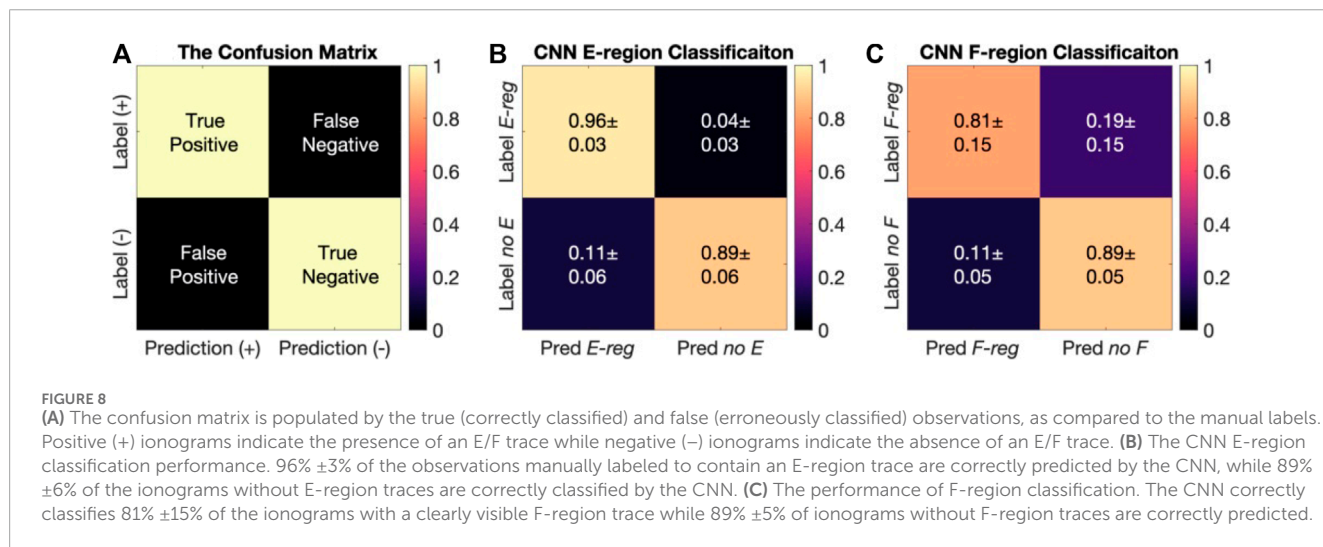 A
The Confusion Matrix
Label (+)
Label (-)
True
Positive
False
Negative
False
Positive
True
Negative
Prediction (+)
Prediction (-)
1
0.8
0.6
0.4
0.2
0
B
CNN E-region Classificaiton
Label E-reg
Label no E
0.96±
0.03
0.04±
0.03
0.11±
0.06
0.89±
0.06
Pred E-reg
Pred no E
1
0.8
0.6
0.4
0.2
0
C
CNN F-region Classificaiton
Label F-reg
Label no F
0.81±
0.15
0.19±
0.15
0.11±
0.05
0.89±
0.05
Pred F-reg
Pred no F
1
0.8
0.6
0.4
0.2
0
FIGURE 8
(A) The confusion matrix is populated by the true (correctly classified) and false (erroneously classified) observations, as compared to the manual labels.
Positive (+) ionograms indicate the presence of an E/F trace while negative (–) ionograms indicate the absence of an E/F trace. (B) The CNN E-region
classification performance. 96% ±3% of the observations manually labeled to contain an E-region trace are correctly predicted by the CNN, while 89%
±6% of the ionograms without E-region traces are correctly classified by the CNN. (C) The performance of F-region classification. The CNN correctly
classifies 81% ±15% of the ionograms with a clearly visible F-region trace while 89% ±5% of ionograms without F-region traces are correctly predicted.